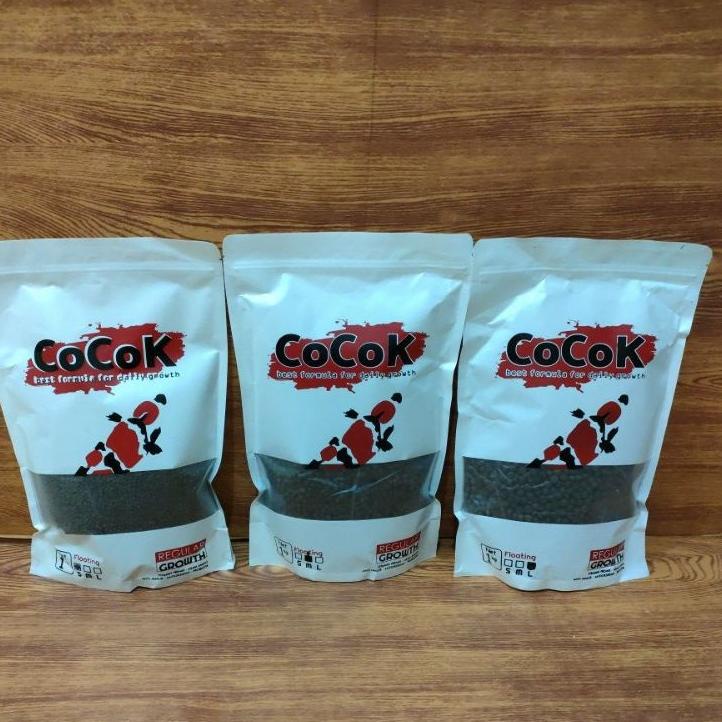 CoCoK
best formula for daily growth
Floating
S M L
REGULAR
GROWTH
CoCoK
best formula for daily growth
Floating
S M L
REGULAR
GROWTH
CoCoK
best formula for daily growth
Floating
S M L
REGULAR
GROWTH